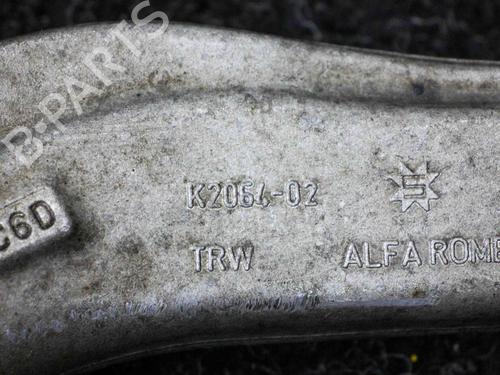 B-PARTS
K2064-02
C6D
TRW
ALFA ROME